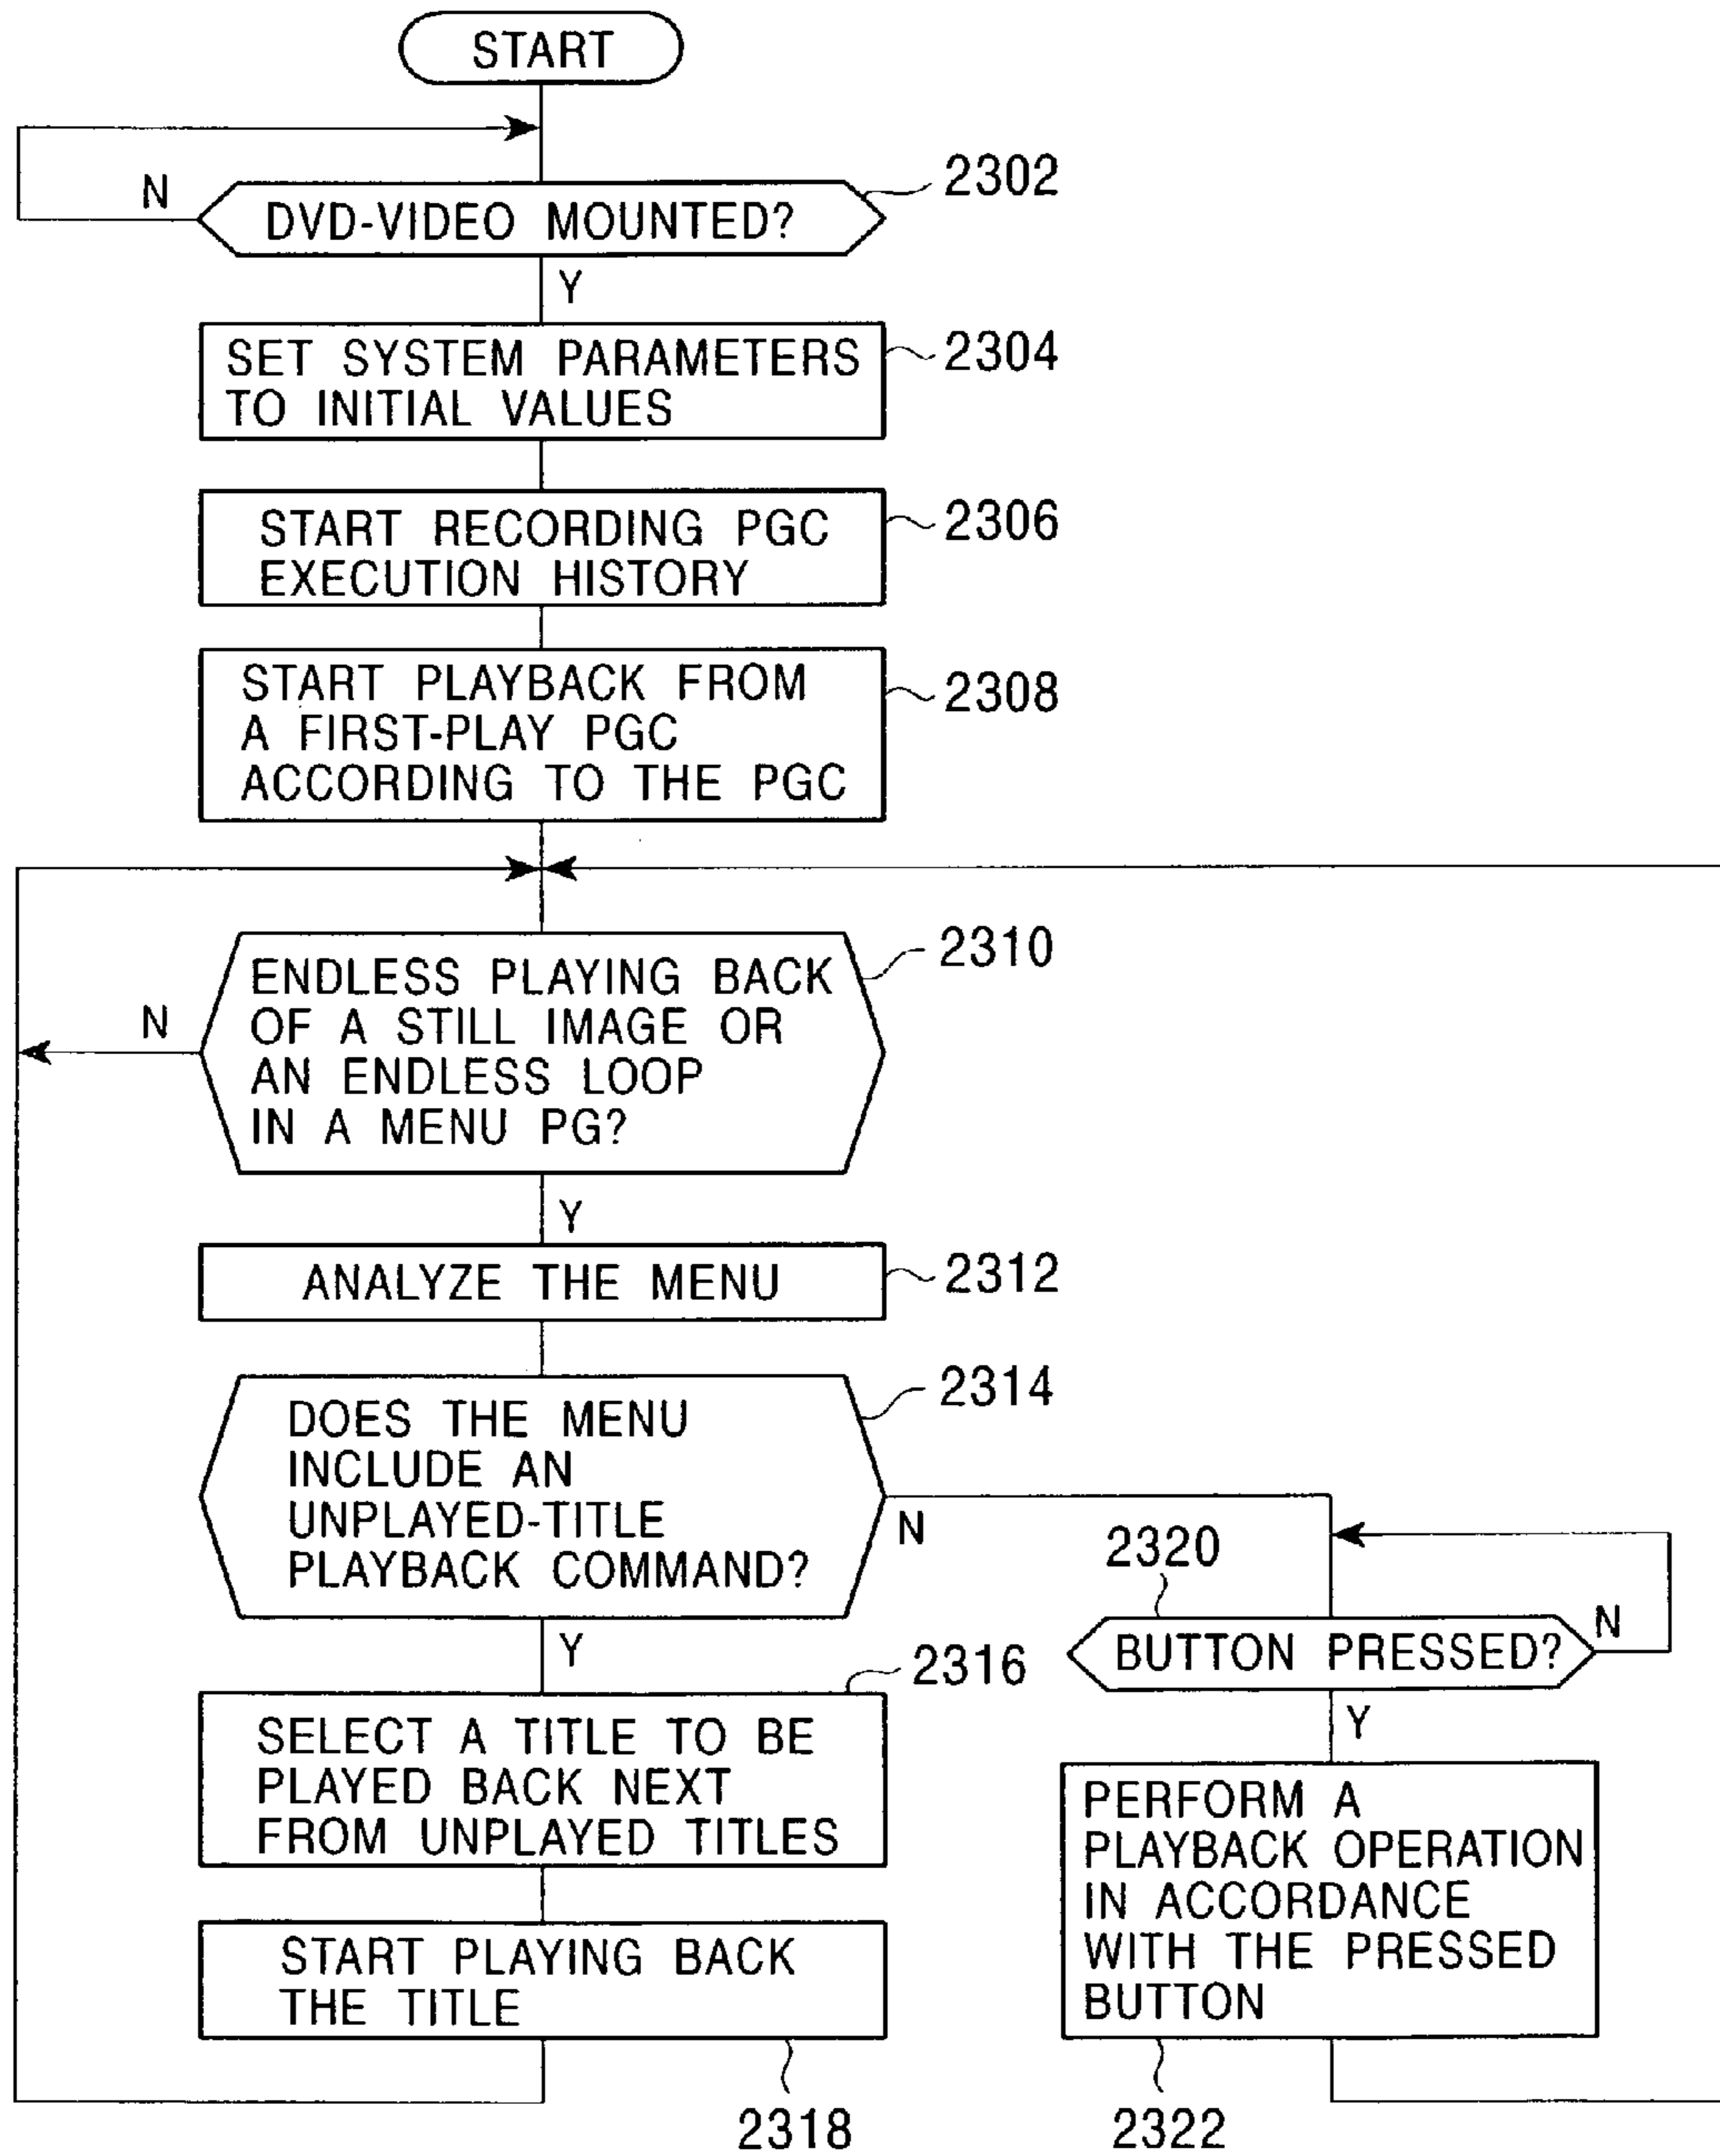 START
N
DVD-VIDEO MOUNTED?
2302
Y
SET SYSTEM PARAMETERS
TO INITIAL VALUES
2304
START RECORDING PGC
EXECUTION HISTORY
2306
START PLAYBACK FROM
A FIRST-PLAY PGC
ACCORDING TO THE PGC
2308
ENDLESS PLAYING BACK
OF A STILL IMAGE OR
AN ENDLESS LOOP
IN A MENU PG?
2310
N
Y
ANALYZE THE MENU
2312
DOES THE MENU
INCLUDE AN
UNPLAYED-TITLE
PLAYBACK COMMAND?
2314
N
Y
SELECT A TITLE TO BE
PLAYED BACK NEXT
FROM UNPLAYED TITLES
2316
START PLAYING BACK
THE TITLE
2318
2320
BUTTON PRESSED?
N
Y
PERFORM A
PLAYBACK OPERATION
IN ACCORDANCE
WITH THE PRESSED
BUTTON
2322